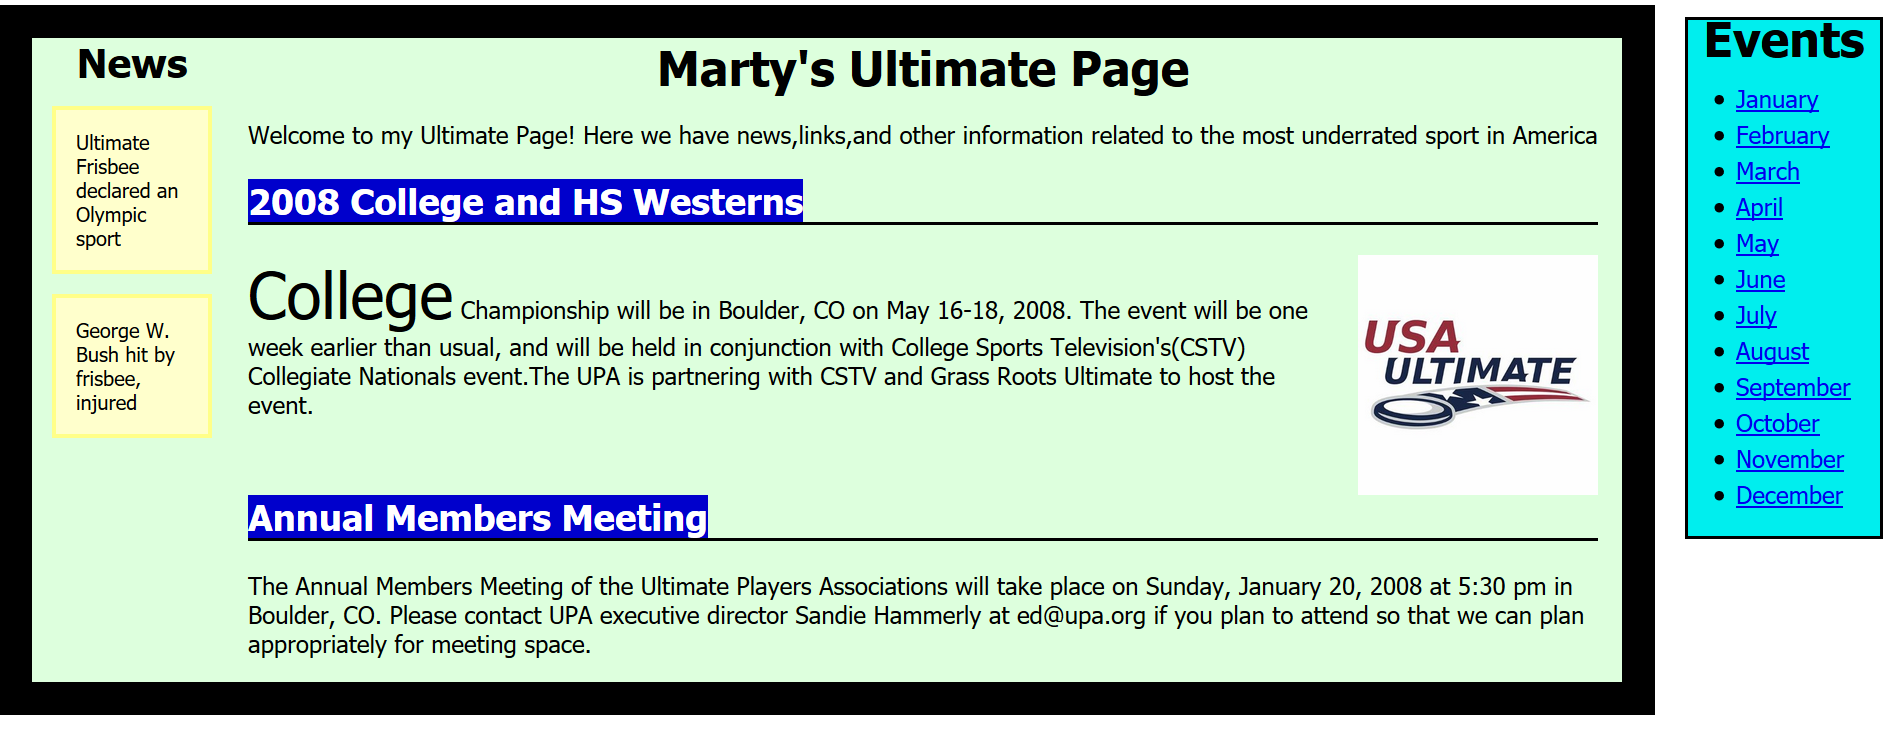 News
Ultimate
Frisbee
declared an
Olympic
sport
George W.
Bush hit by
frisbee,
injured
Marty's Ultimate Page
Welcome to my Ultimate Page! Here we have news,links,and other information related to the most underrated sport in America
2008 College and HS Westerns
College Championship will be in Boulder, CO on May 16-18, 2008. The event will be one
week earlier than usual, and will be held in conjunction with College Sports Television's(CSTV)
Collegiate Nationals event.The UPA is partnering with CSTV and Grass Roots Ultimate to host the
event.
USA
ULTIMATE
Annual Members Meeting
The Annual Members Meeting of the Ultimate Players Associations will take place on Sunday, January 20, 2008 at 5:30 pm in
Boulder, CO. Please contact UPA executive director Sandie Hammerly at ed@upa.org if you plan to attend so that we can plan
appropriately for meeting space.
Events
January
February
March
April
May
June
July
August
September
October
November
December